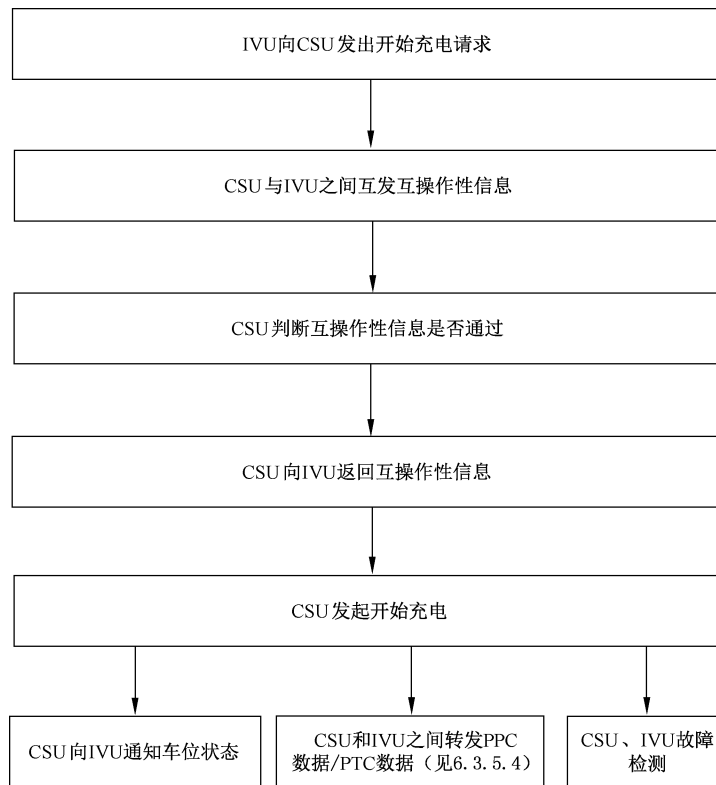 IVU向CSU发出开始充电请求
CSU与IVU之间互发互操作性信息
CSU判断互操作性信息是否通过
CSU向IVU返回互操作性信息
CSU发起开始充电
CSU向IVU通知车位状态
CSU和IVU之间转发PPC
数据/PTC数据（见6.3.5.4）
CSU、IVU故障
检测